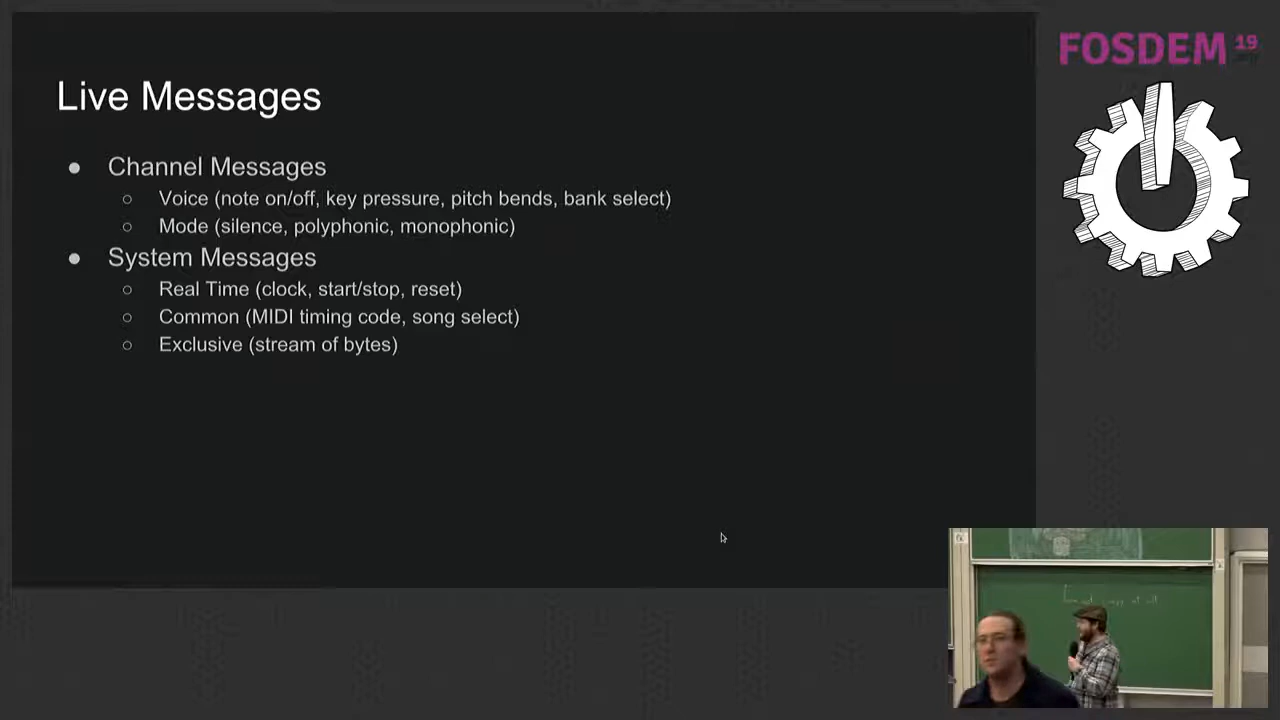 Live Messages
● Channel Messages
○ Voice (note on/off, key pressure, pitch bends, bank select)
○ Mode (silence, polyphonic, monophonic)
● System Messages
○ Real Time (clock, start/stop, reset)
○ Common (MIDI timing code, song select)
○ Exclusive (stream of bytes)
FOSDEM 19